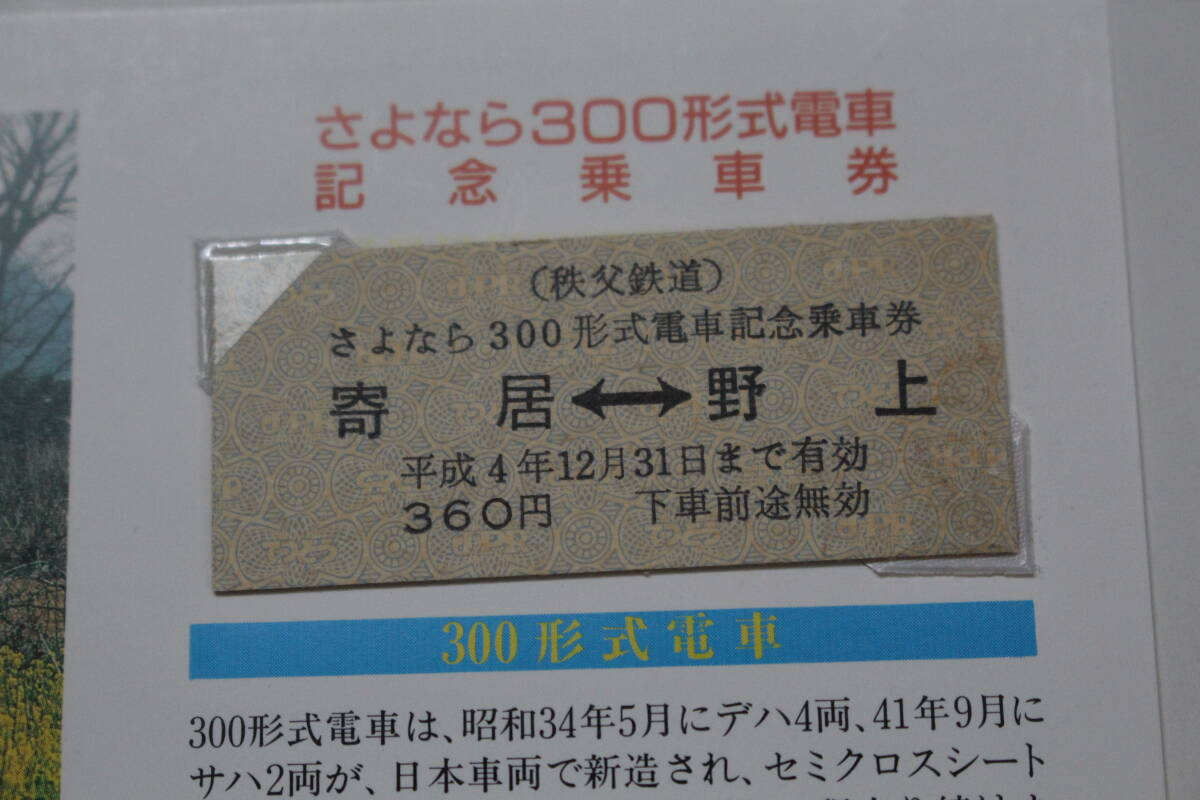 さよなら300形式電車
記念乗車券
(秩父鉄道)
さよなら300形式電車記念乗車券
寄居↔野上
平成4年12月31日まで有効
360円 下車前途無効
300形式電車
300形式電車は、昭和34年5月にデハ4両、41年9月に
サハ2両が、日本車両で新造され、セミクロスシート